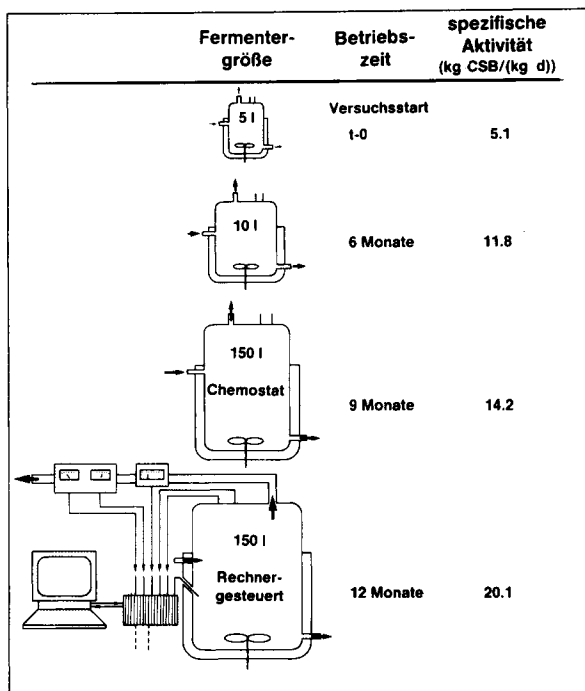 Fermenter-
größe
Betriebs-
zeit
spezifische
Aktivität
(kg CSB/(kg d))
5 l
Versuchsstart
t-0
5.1
10 l
6 Monate
11.8
150 l
Chemostat
9 Monate
14.2
150 l
Rechner-
gesteuert
12 Monate
20.1